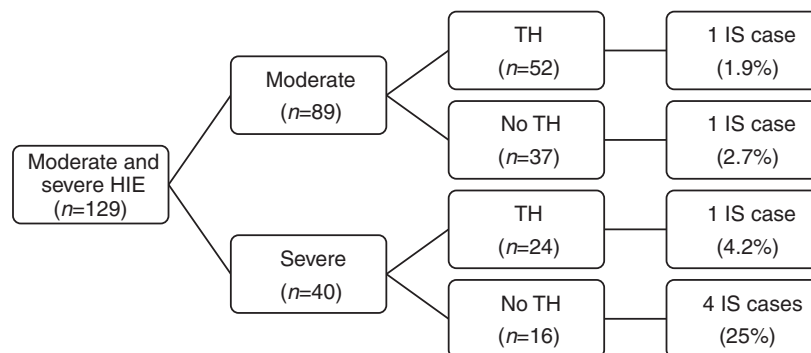 Moderate and
severe HIE
(n=129)
Moderate
(n=89)
Severe
(n=40)
TH
(n=52)
No TH
(n=37)
TH
(n=24)
No TH
(n=16)
1 IS case
(1.9%)
1 IS case
(2.7%)
1 IS case
(4.2%)
4 IS cases
(25%)